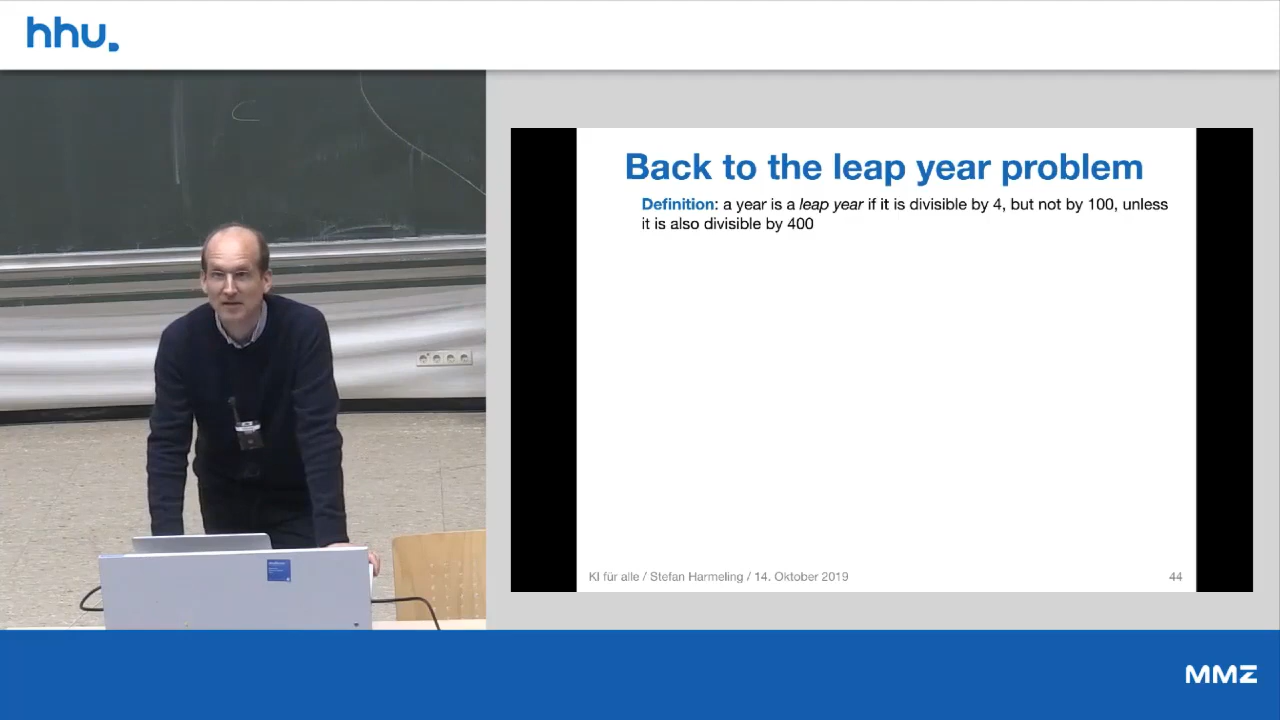 hhu.
Back to the leap year problem
Definition: a year is a leap year if it is divisible by 4, but not by 100, unless
it is also divisible by 400
KI für alle / Stefan Harmeling / 14. Oktober 2019
44
MMZ